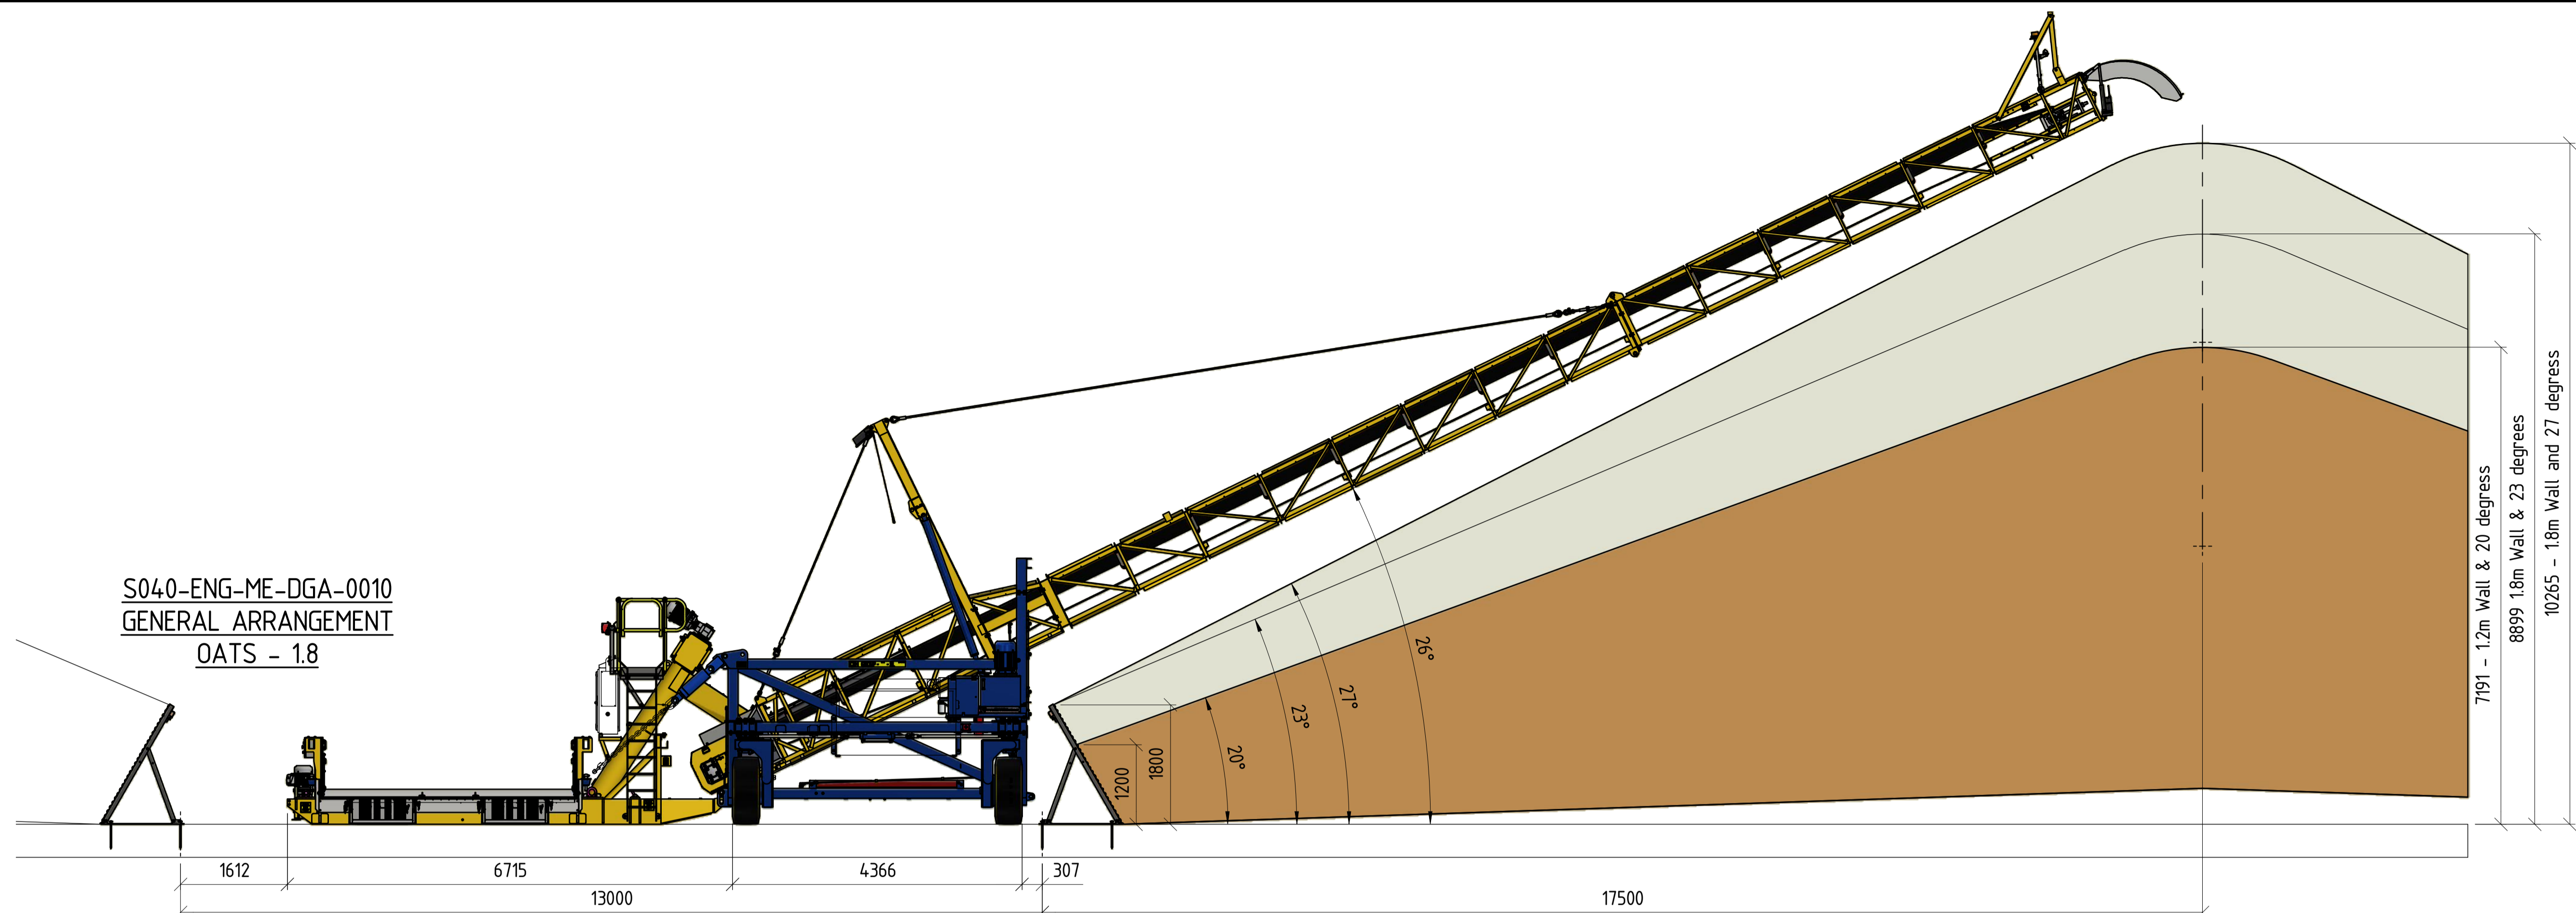 S040-ENG-ME-DGA-0010
GENERAL ARRANGEMENT
OATS - 1.8
26°
27°
23°
20°
1800
1200
7191 - 1.2m Wall & 20 degress
8899 1.8m Wall & 23 degrees
10265 - 1.8m Wall and 27 degress
1612
6715
4366
307
13000
17500